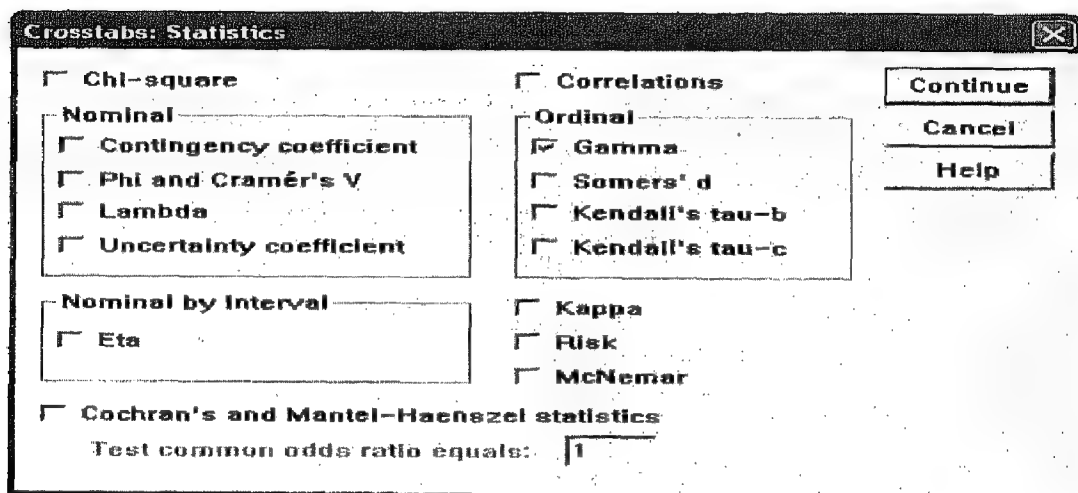 Crosstabs: Statistics
Chi-square
Correlations
Continue
Nominal
Ordinal
Cancel
Contingency coefficient
Gamma
Help
Phi and Cramér's V
Somers' d
Lambda
Kendall's tau-b
Uncertainty coefficient
Kendall's tau-c
Nominal by Interval
Kappa
Eta
Risk
McNemar
Cochran's and Mantel-Haenszel statistics
Test common odds ratio equals: 1